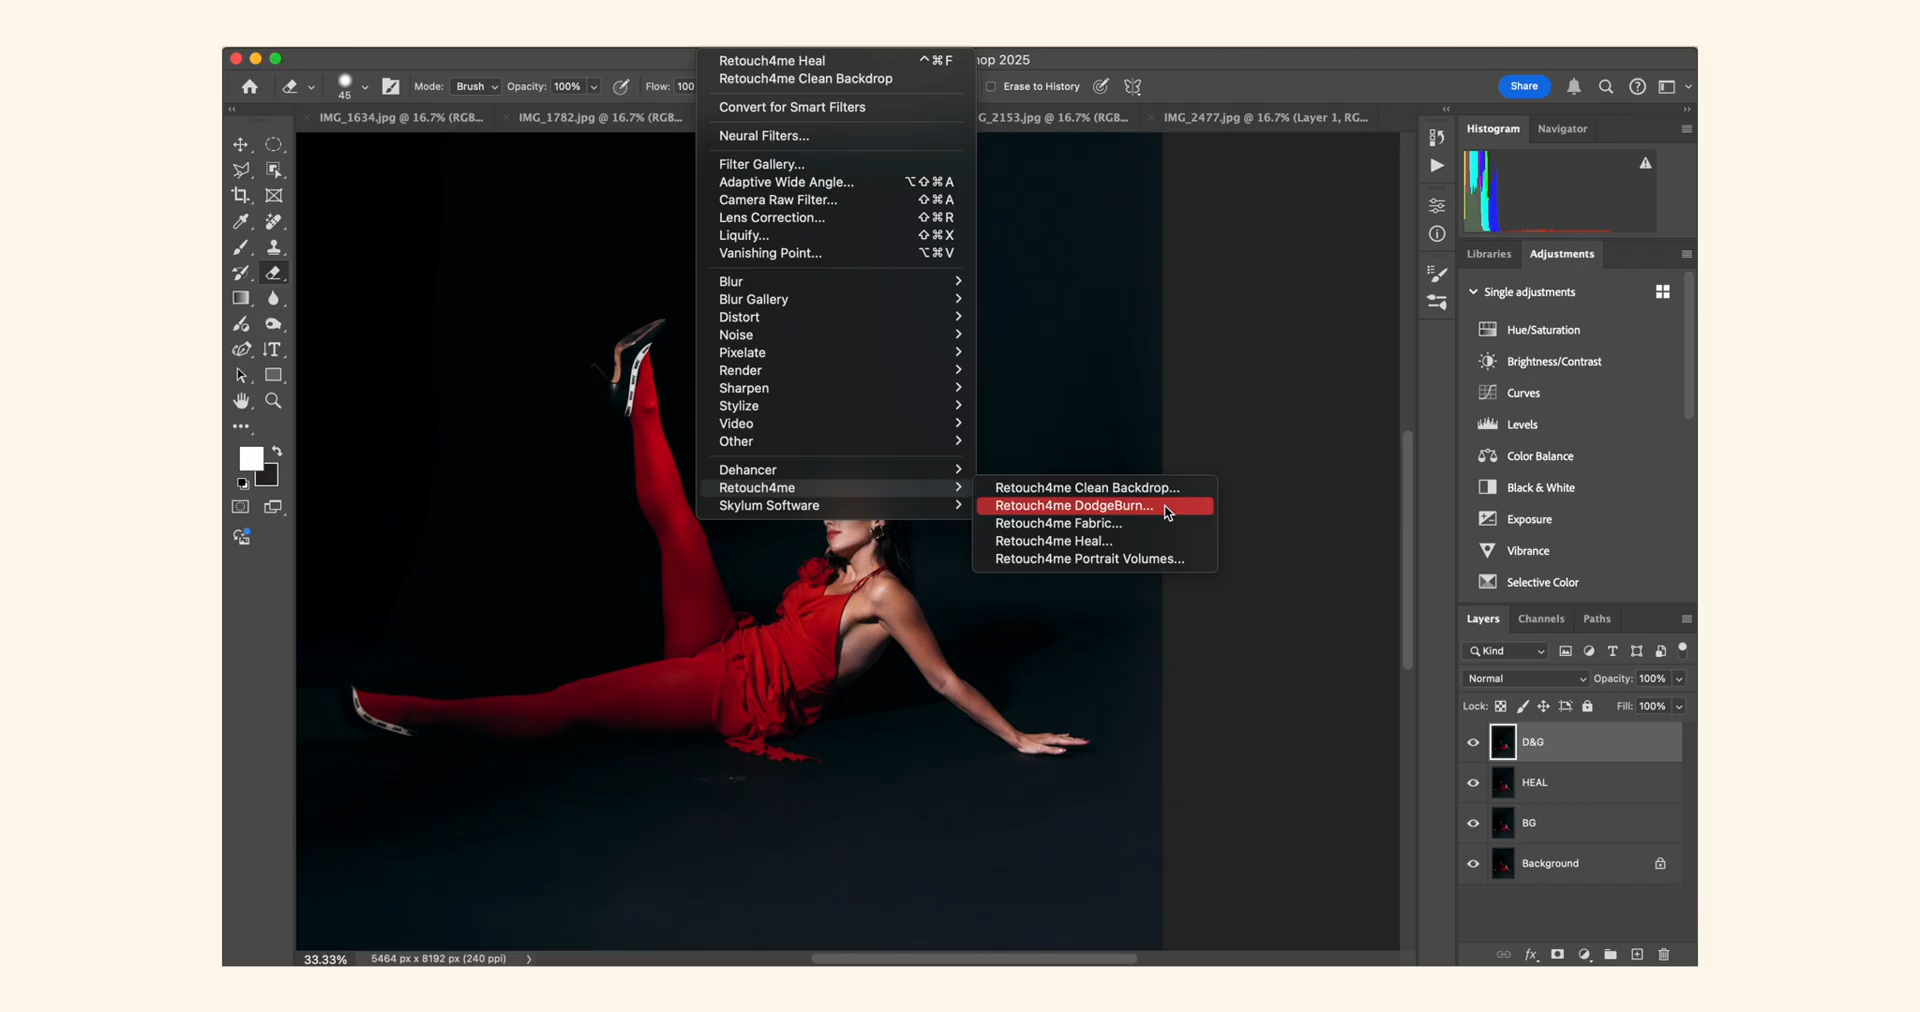 Retouch4me Heal ^⌘F
Retouch4me Clean Backdrop
Convert for Smart Filters
Neural Filters...
Filter Gallery...
Adaptive Wide Angle... ⌥⇧⌘A
Camera Raw Filter... ⇧⌘A
Lens Correction... ⇧⌘R
Liquify... ⇧⌘X
Vanishing Point... ⌥⌘V
Blur
Blur Gallery
Distort
Noise
Pixelate
Render
Sharpen
Stylize
Video
Other
Dehancer
Retouch4me
Skylum Software
Retouch4me Clean Backdrop...
Retouch4me DodgeBurn...
Retouch4me Fabric...
Retouch4me Heal...
Retouch4me Portrait Volumes...
2025
45
Mode: Brush Opacity: 100% Flow: 100
Erase to History
Share
IMG_1634.jpg @ 16.7% (RGB...
IMG_1782.jpg @ 16.7% (RGB...
G_2153.jpg @ 16.7% (RGB...
IMG_2477.jpg @ 16.7% (Layer 1, RG...
Histogram Navigator
Libraries Adjustments
Single adjustments
Hue/Saturation
Brightness/Contrast
Curves
Levels
Color Balance
Black & White
Exposure
Vibrance
Selective Color
Layers Channels Paths
Kind
Normal Opacity: 100%
Lock: Fill: 100%
D&G
HEAL
BG
Background
fx
33.33% 5464 px x 8192 px (240 ppi)